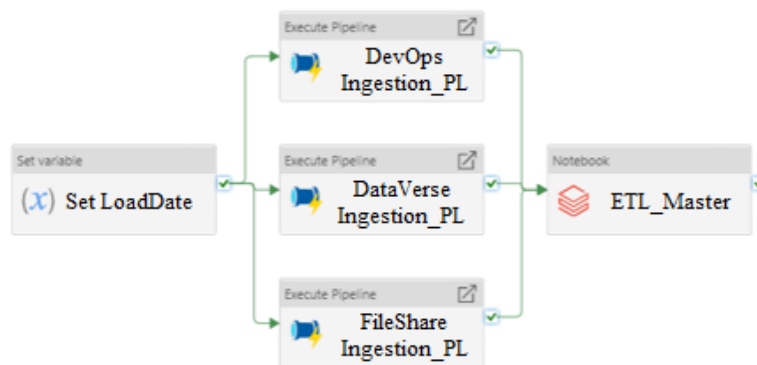 Execute Pipeline
DevOps
Ingestion_PL
Set variable
(x) Set LoadDate
Execute Pipeline
DataVerse
Ingestion_PL
Notebook
ETL_Master
Execute Pipeline
FileShare
Ingestion_PL